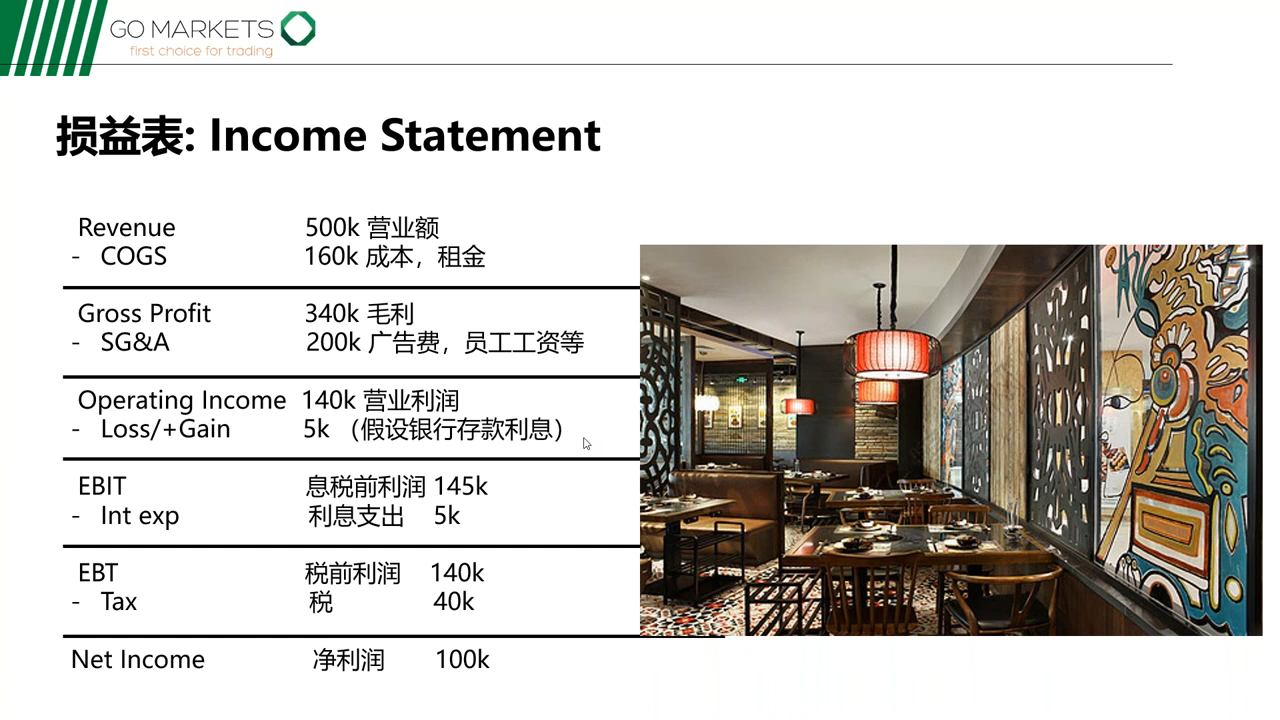 GO MARKETS
first choice for trading
损益表: Income Statement
Revenue 500k 营业额
- COGS 160k 成本，租金
Gross Profit 340k 毛利
- SG&A 200k 广告费，员工工资等
Operating Income 140k 营业利润
- Loss/+Gain 5k （假设银行存款利息）
EBIT 息税前利润 145k
- Int exp 利息支出 5k
EBT 税前利润 140k
- Tax 税 40k
Net Income 净利润 100k